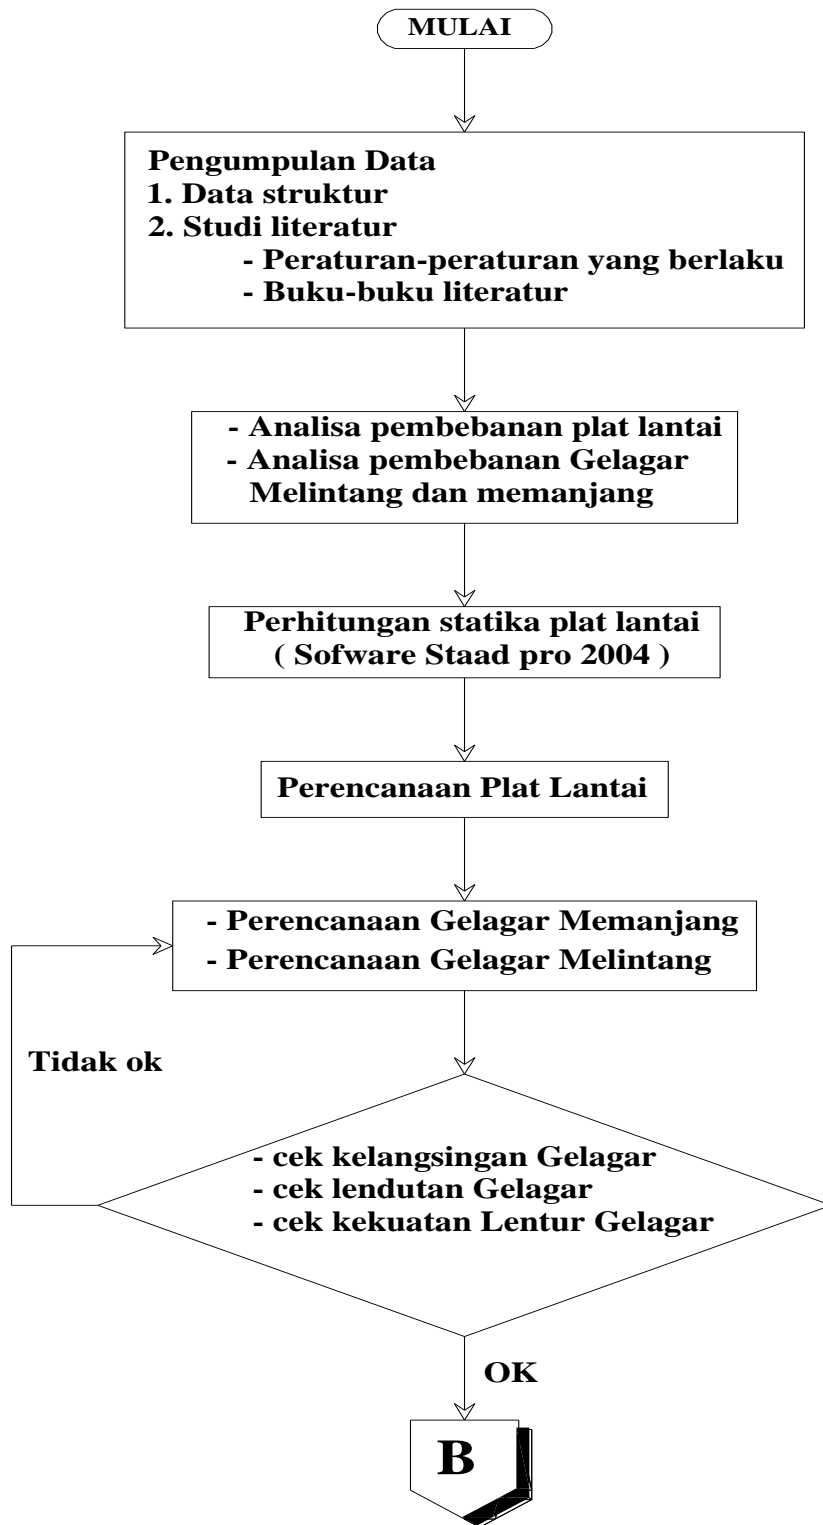 MULAI
Pengumpulan Data
1. Data struktur
2. Studi literatur
- Peraturan-peraturan yang berlaku
- Buku-buku literatur
- Analisa pembebanan plat lantai
- Analisa pembebanan Gelagar
Melintang dan memanjang
Perhitungan statika plat lantai
( Sofware Staad pro 2004 )
Perencanaan Plat Lantai
- Perencanaan Gelagar Memanjang
- Perencanaan Gelagar Melintang
Tidak ok
- cek kelangsingan Gelagar
- cek lendutan Gelagar
- cek kekuatan Lentur Gelagar
OK
B